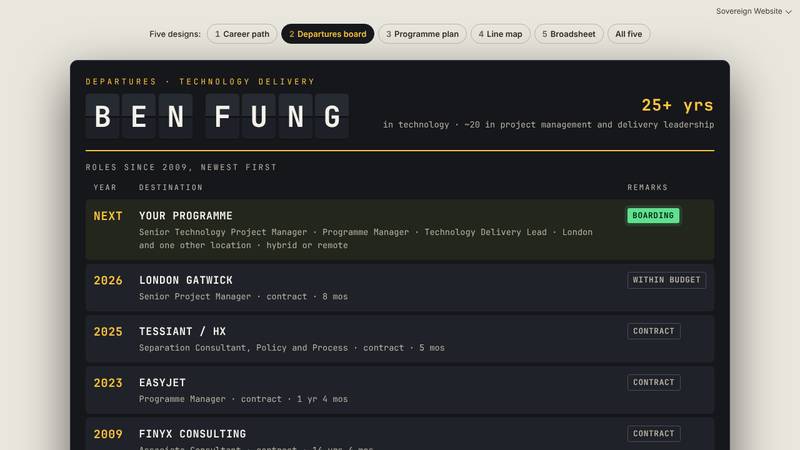 Sovereign Website
Five designs: 1 Career path 2 Departures board 3 Programme plan 4 Line map 5 Broadsheet All five
DEPARTURES · TECHNOLOGY DELIVERY
BEN FUNG
25+ yrs
in technology · ~20 in project management and delivery leadership
ROLES SINCE 2009, NEWEST FIRST
YEAR DESTINATION REMARKS
NEXT YOUR PROGRAMME BOARDING
Senior Technology Project Manager · Programme Manager · Technology Delivery Lead · London
and one other location · hybrid or remote
2026 LONDON GATWICK WITHIN BUDGET
Senior Project Manager · contract · 8 mos
2025 TESSIANT / HX CONTRACT
Separation Consultant, Policy and Process · contract · 5 mos
2023 EASYJET CONTRACT
Programme Manager · contract · 1 yr 4 mos
2009 FINYX CONSULTING CONTRACT